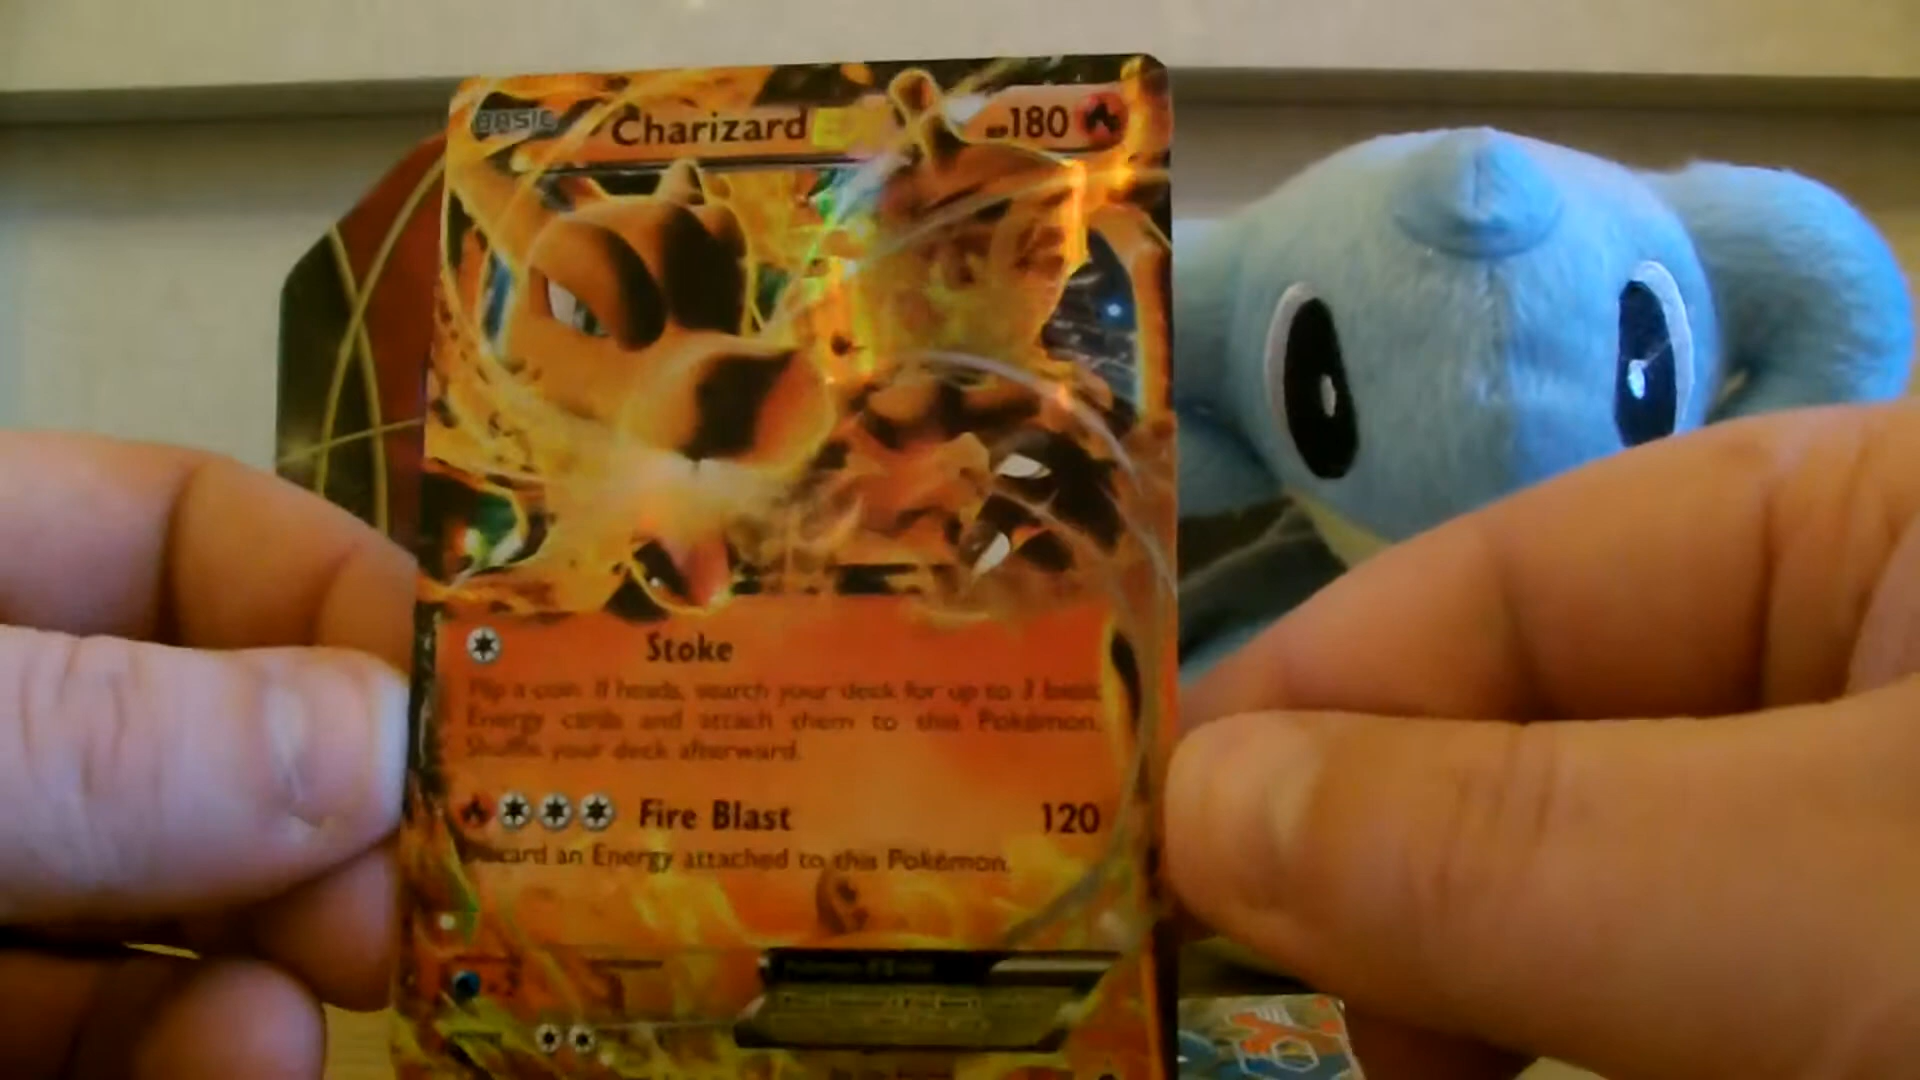 BASIC Charizard EX HP180
Stoke
Flip a coin. If heads, search your deck for up to 3 basic
Energy cards and attach them to this Pokémon.
Shuffle your deck afterward.
Fire Blast 120
Discard an Energy attached to this Pokémon.
×2